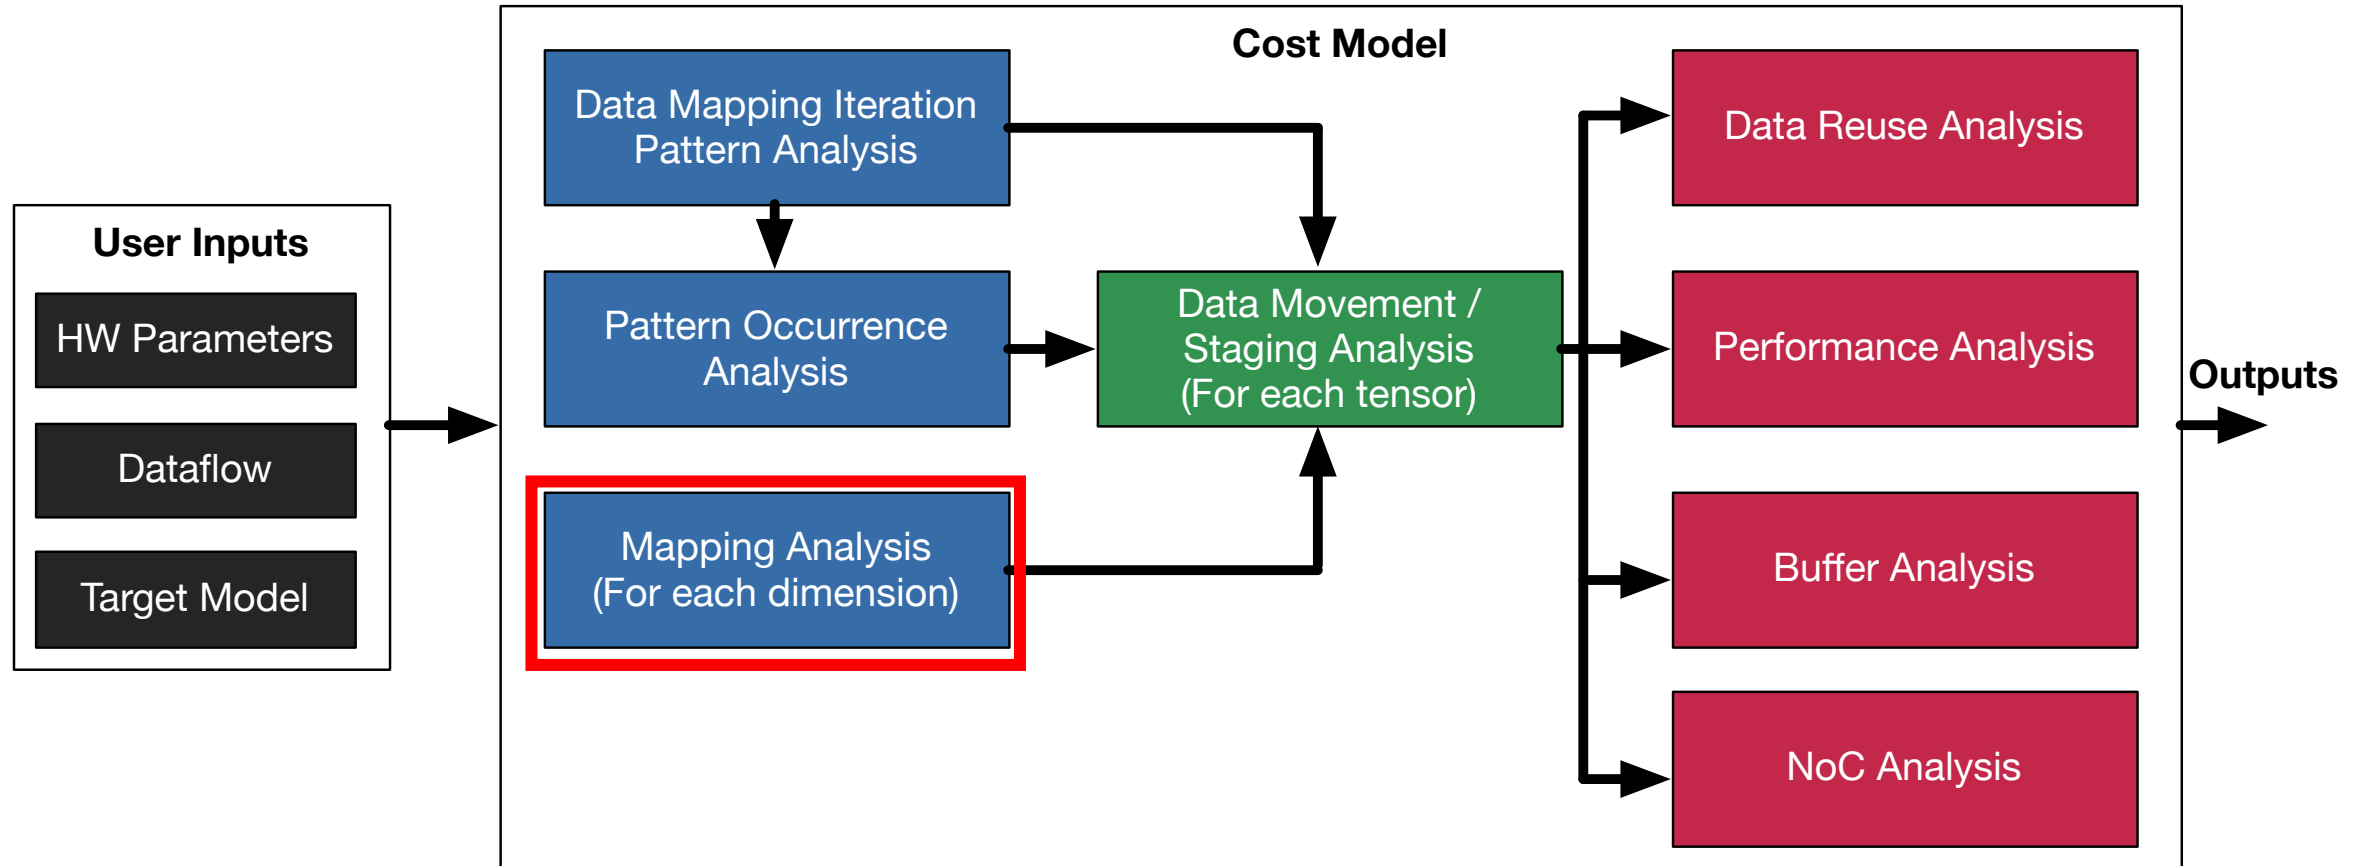 Cost Model
User Inputs
HW Parameters
Dataflow
Target Model
Data Mapping Iteration
Pattern Analysis
Pattern Occurrence
Analysis
Mapping Analysis
(For each dimension)
Data Movement /
Staging Analysis
(For each tensor)
Data Reuse Analysis
Performance Analysis
Buffer Analysis
NoC Analysis
Outputs